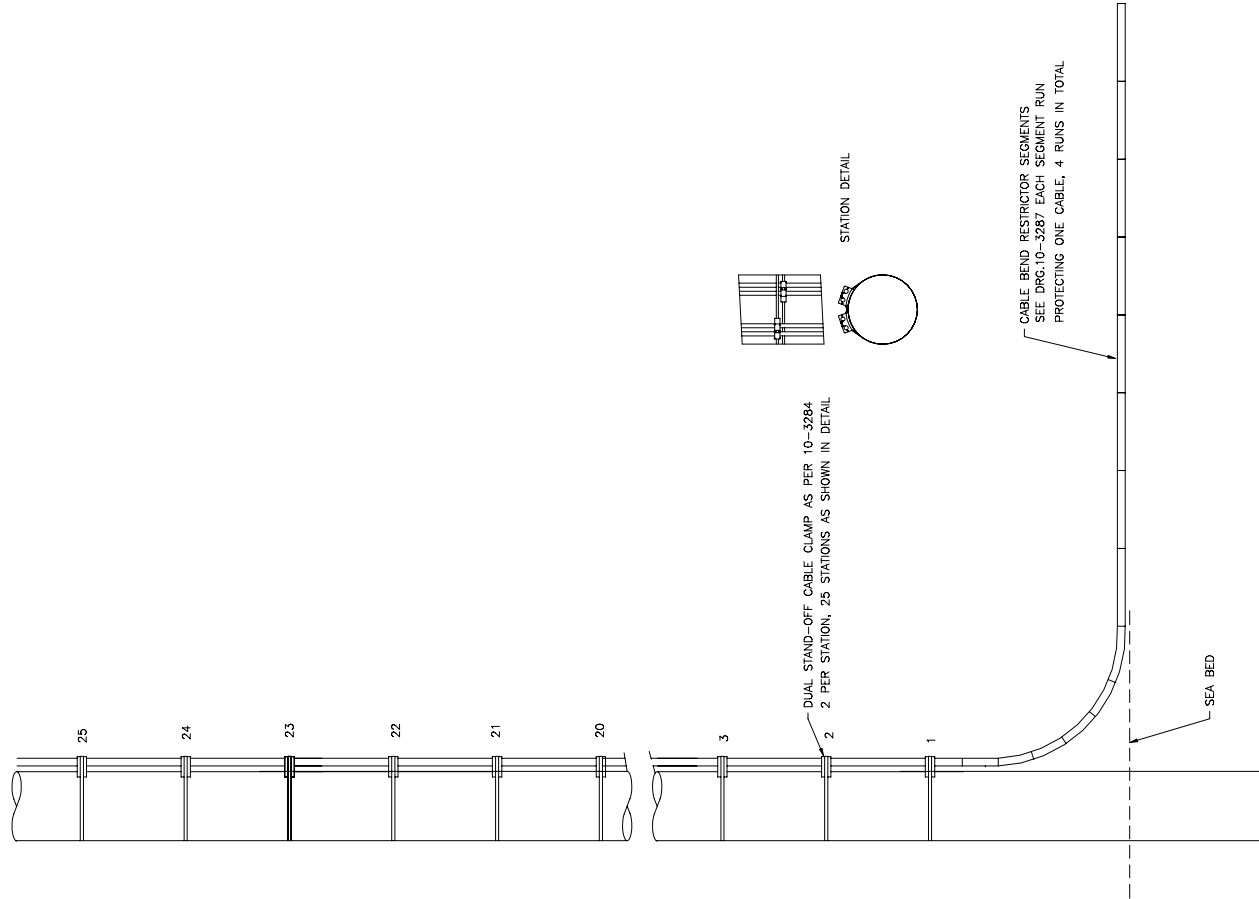 25
24
23
22
21
20
3
2
1
DUAL STAND-OFF CABLE CLAMP AS PER 10-3284
2 PER STATION, 25 STATIONS AS SHOWN IN DETAIL
STATION DETAIL
CABLE BEND RESTRICTOR SEGMENTS
SEE DRG.10-3287 EACH SEGMENT RUN
PROTECTING ONE CABLE, 4 RUNS IN TOTAL
SEA BED